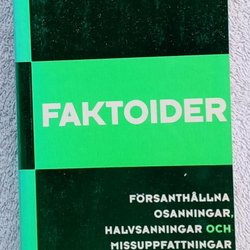 FAKTOIDER
FÖRSANTHÅLLNA
OSANNINGAR,
HALVSANNINGAR OCH
MISSUPPFATTNINGAR